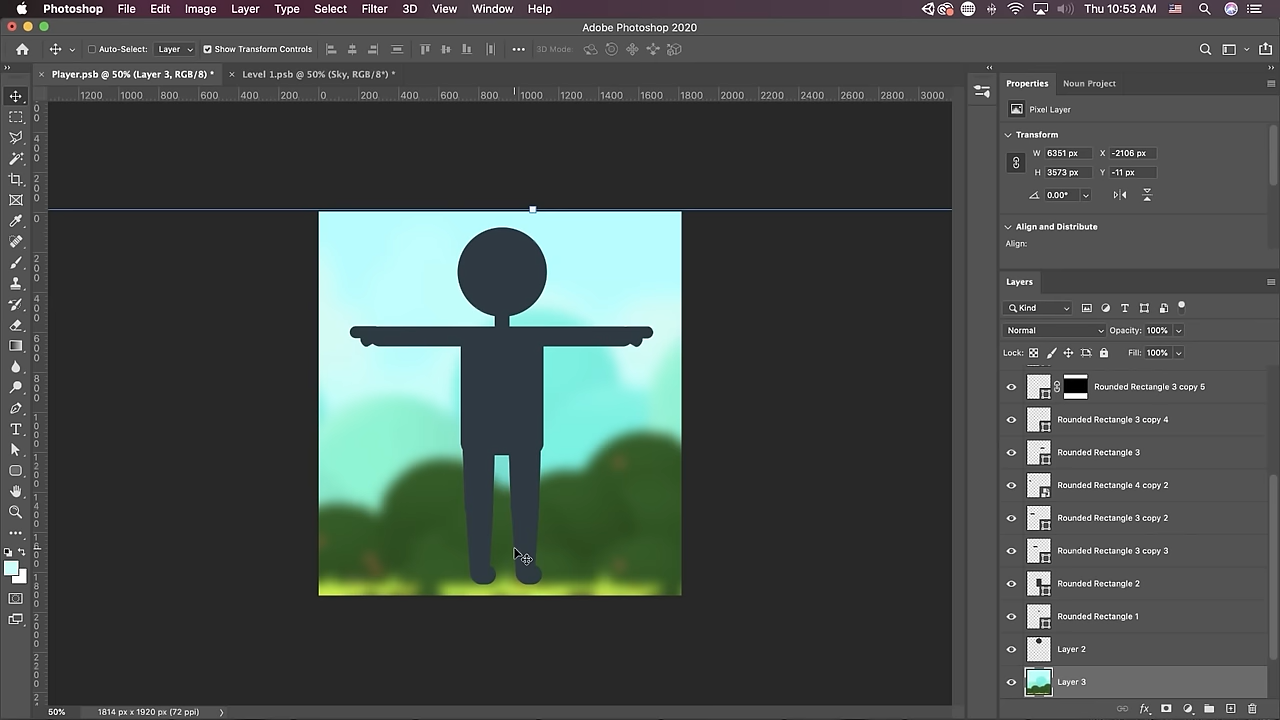 Photoshop File Edit Image Layer Type Select Filter 3D View Window Help Thu 10:53 AM
Adobe Photoshop 2020
Auto-Select: Layer Show Transform Controls 3D Mode:
Player.psb @ 50% (Layer 3, RGB/8) * Level 1.psb @ 50% (Sky, RGB/8*) *
1200 1000 800 600 400 200 0 200 400 600 800 1000 1200 1400 1600 1800 2000 2200 2400 2600 2800 3000
Properties Noun Project
Pixel Layer
Transform
W 6351 px X -2106 px
H 3573 px Y -11 px
0.00°
Align and Distribute
Align:
Layers
Kind
Normal Opacity: 100%
Lock: Fill: 100%
Rounded Rectangle 3 copy 5
Rounded Rectangle 3 copy 4
Rounded Rectangle 3
Rounded Rectangle 4 copy 2
Rounded Rectangle 3 copy 2
Rounded Rectangle 3 copy 3
Rounded Rectangle 2
Rounded Rectangle 1
Layer 2
Layer 3
50% 1814 px x 1920 px (72 ppi)